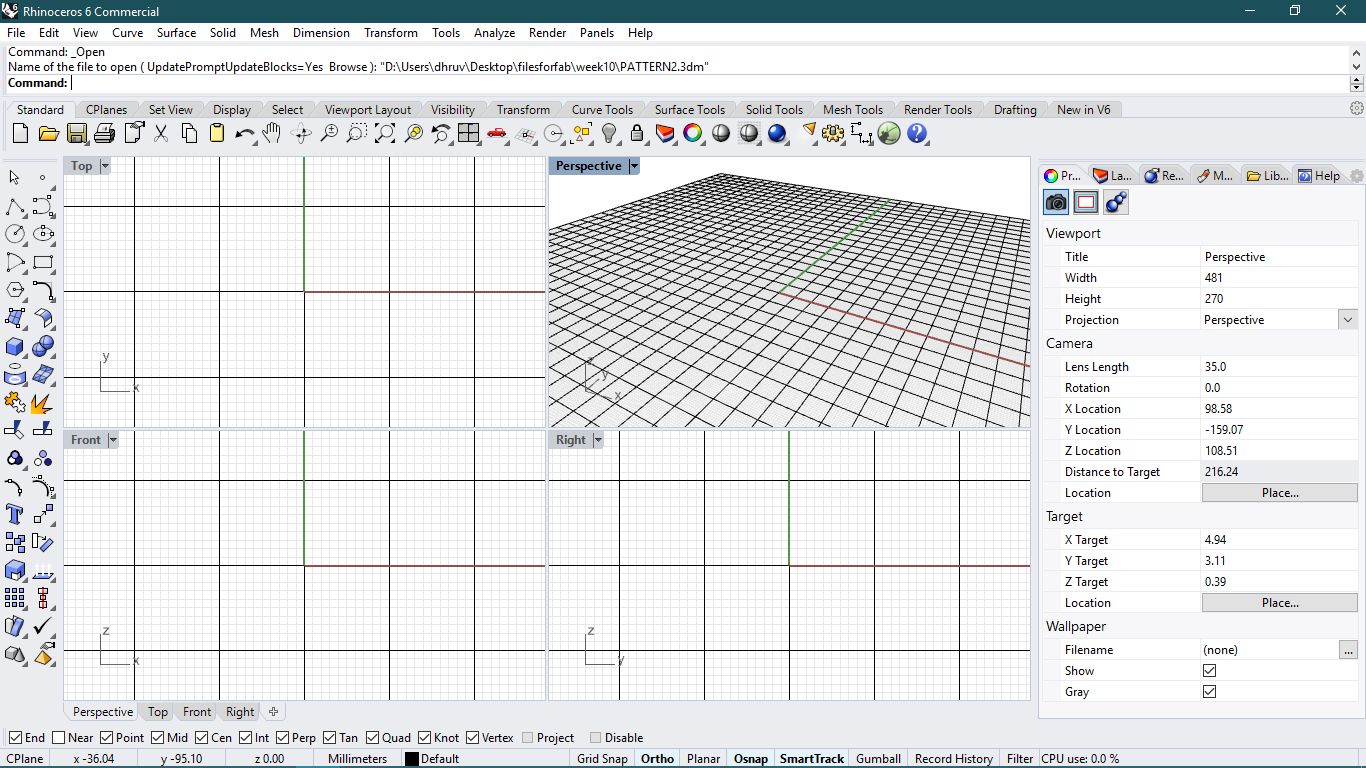 Rhinoceros 6 Commercial
File Edit View Curve Surface Solid Mesh Dimension Transform Tools Analyze Render Panels Help
Command: _Open
Name of the file to open ( UpdatePromptUpdateBlocks=Yes Browse ): "D:\Users\dhruv\Desktop\filesforfab\week10\PATTERN2.3dm"
Command:
Standard CPlanes Set View Display Select Viewport Layout Visibility Transform Curve Tools Surface Tools Solid Tools Mesh Tools Render Tools Drafting New in V6
Top Perspective
Pr... La... Re... M... Lib... Help
Viewport
Title Perspective
Width 481
Height 270
Projection Perspective
Camera
Lens Length 35.0
Rotation 0.0
X Location 98.58
Y Location -159.07
Z Location 108.51
Distance to Target 216.24
Location Place...
Target
X Target 4.94
Y Target 3.11
Z Target 0.39
Location Place...
Wallpaper
Filename (none) ...
Show
Gray
y
x
z
y
x
Front Right
z
x
z
y
Perspective Top Front Right
End Near Point Mid Cen Int Perp Tan Quad Knot Vertex Project Disable
CPlane x -36.04 y -95.10 z 0.00 Millimeters Default Grid Snap Ortho Planar Osnap SmartTrack Gumball Record History Filter CPU use: 0.0 %